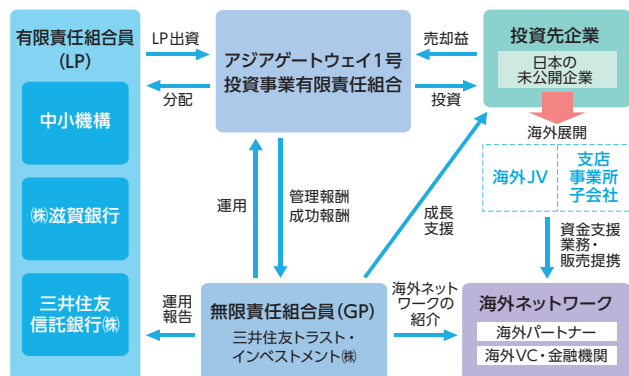 有限責任組合員
(LP)
中小機構
㈱滋賀銀行
三井住友
信託銀行㈱
LP出資
分配
アジアゲートウェイ1号
投資事業有限責任組合
売却益
投資
投資先企業
日本の
未公開企業
海外展開
海外JV
支店
事業所
子会社
運用
管理報酬
成功報酬
成長
支援
資金支援
業務・
販売提携
運用
報告
無限責任組合員(GP)
三井住友トラスト・
インベストメント㈱
海外ネット
ワークの
紹介
海外ネットワーク
海外パートナー
海外VC・金融機関